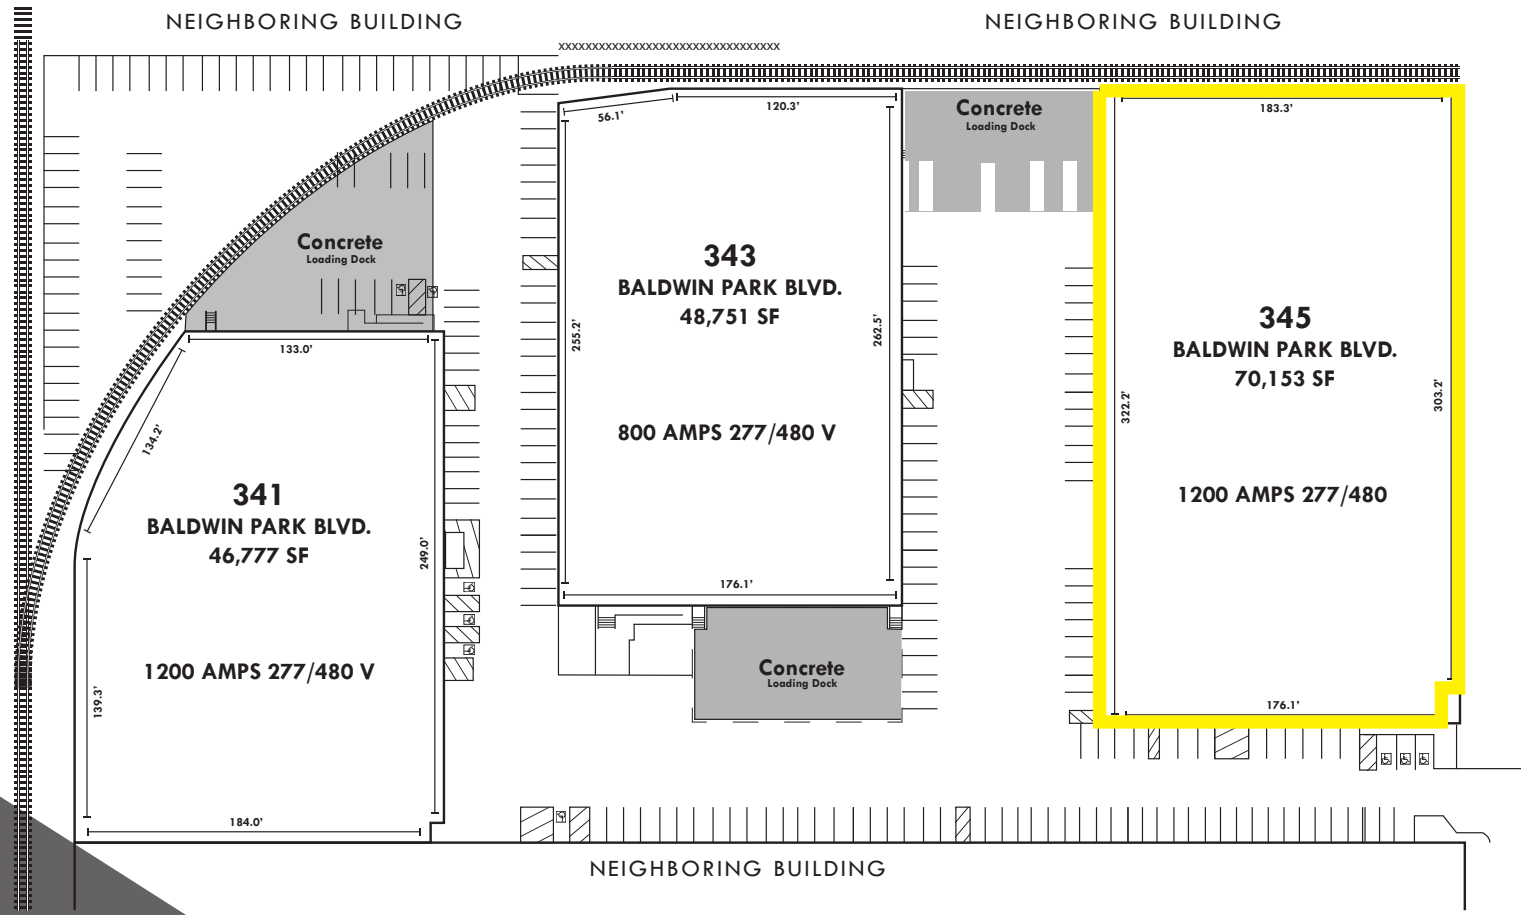 NEIGHBORING BUILDING
NEIGHBORING BUILDING
xxxxxxxxxxxxxxxxxxxxxxxxxxxxxxxxx
56.1'
120.3'
Concrete
Loading Dock
183.3'
Concrete
Loading Dock
343
BALDWIN PARK BLVD.
48,751 SF
255.2'
262.5'
800 AMPS 277/480 V
176.1'
345
BALDWIN PARK BLVD.
70,153 SF
322.2'
303.2'
1200 AMPS 277/480
176.1'
133.0'
134.2'
341
BALDWIN PARK BLVD.
46,777 SF
249.0'
1200 AMPS 277/480 V
139.3'
184.0'
Concrete
Loading Dock
NEIGHBORING BUILDING